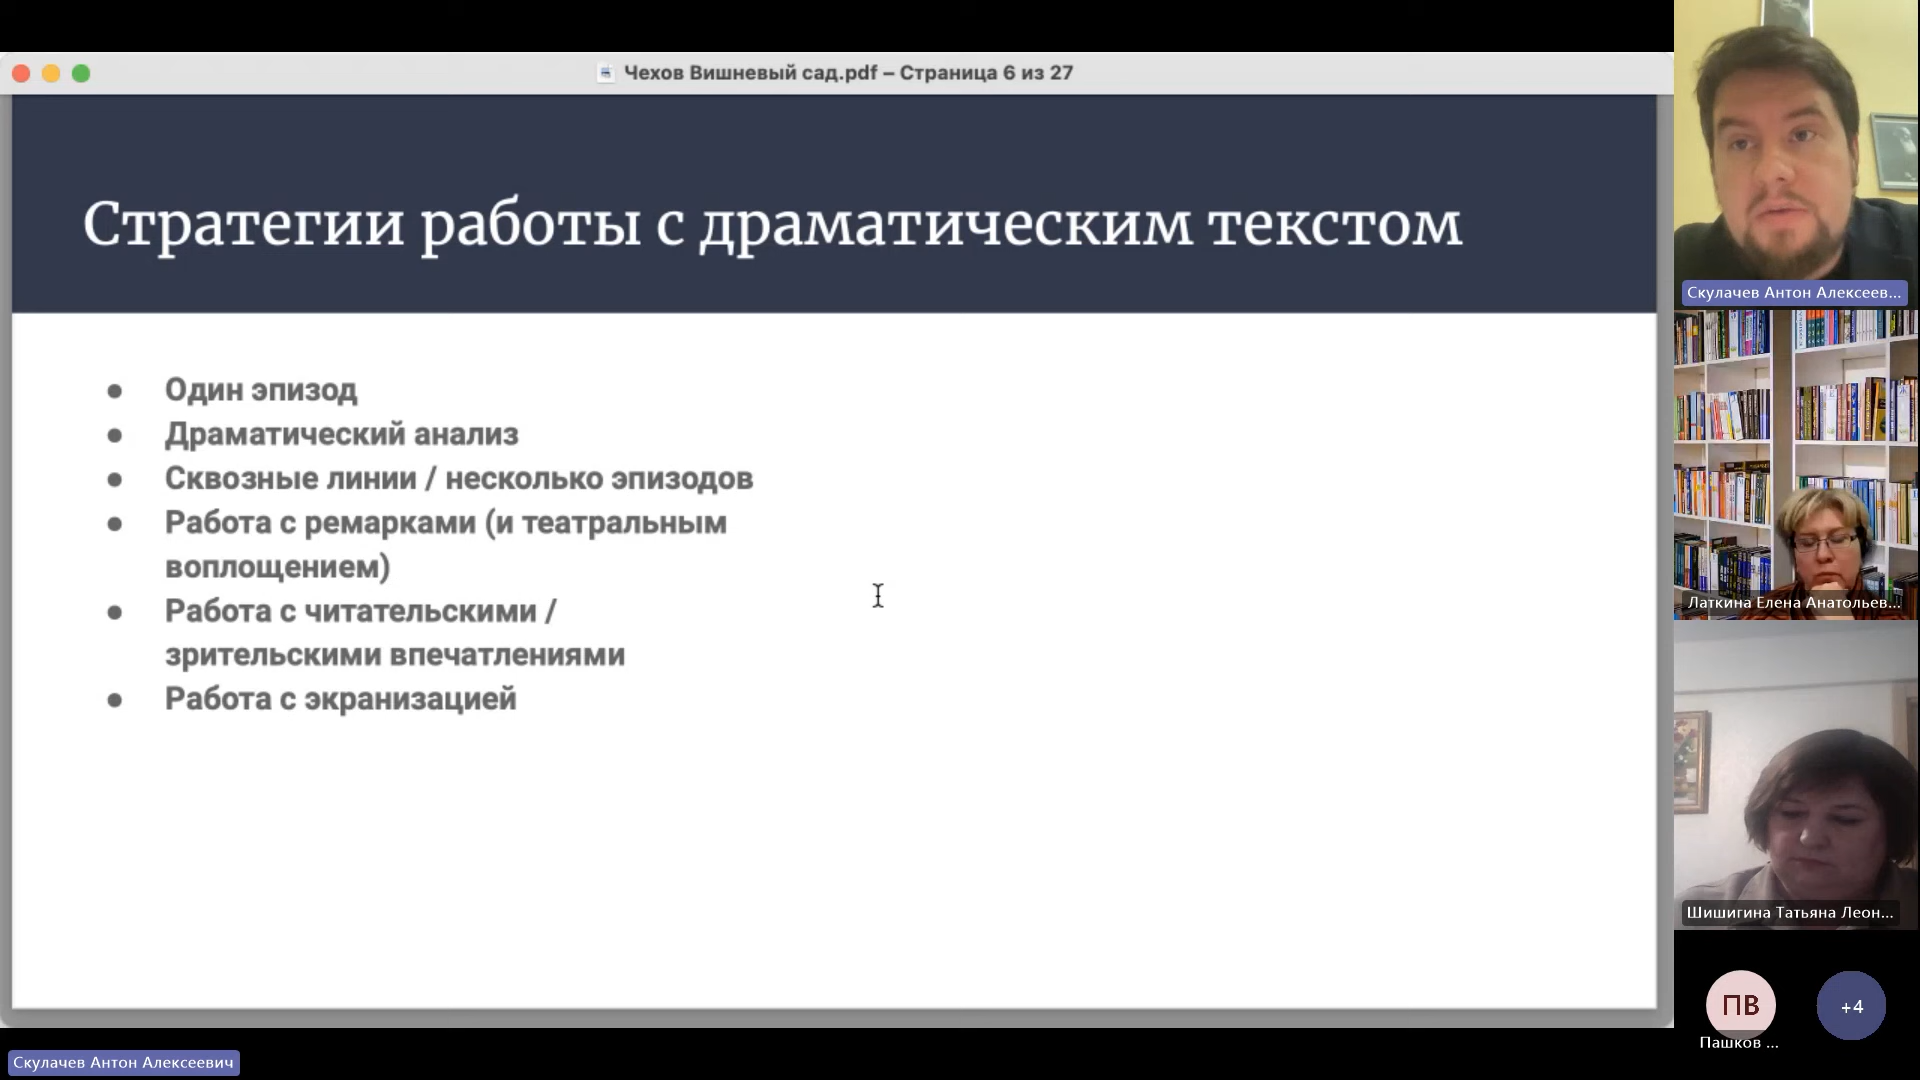 Чехов Вишневый сад.pdf – Страница 6 из 27
Стратегии работы с драматическим текстом
● Один эпизод
● Драматический анализ
● Сквозные линии / несколько эпизодов
● Работа с ремарками (и театральным
воплощением)
● Работа с читательскими /
зрительскими впечатлениями
● Работа с экранизацией
Скулачев Антон Алексеев...
Латкина Елена Анатольев...
Шишигина Татьяна Леон...
ПВ
+4
Пашков ...
Скулачев Антон Алексеевич